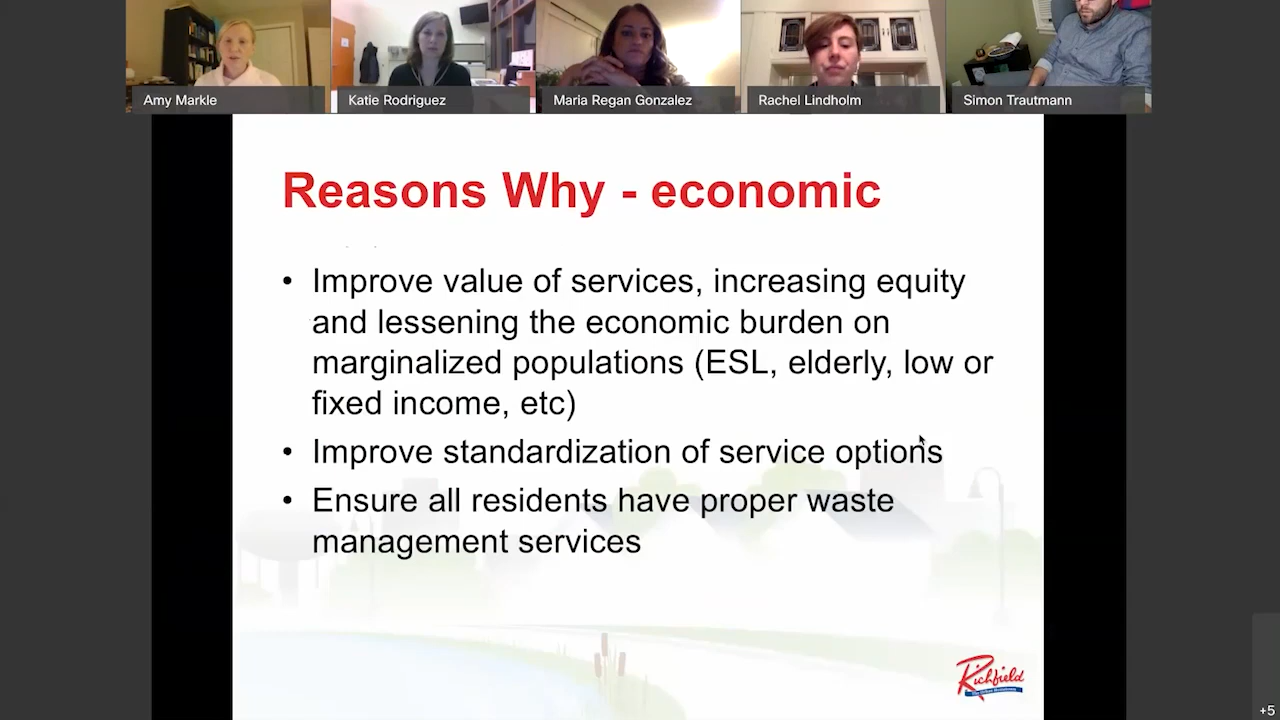 Amy Markle
Katie Rodriguez
Maria Regan Gonzalez
Rachel Lindholm
Simon Trautmann
Reasons Why - economic
• Improve value of services, increasing equity
and lessening the economic burden on
marginalized populations (ESL, elderly, low or
fixed income, etc)
• Improve standardization of service options
• Ensure all residents have proper waste
management services
Richfield
+5